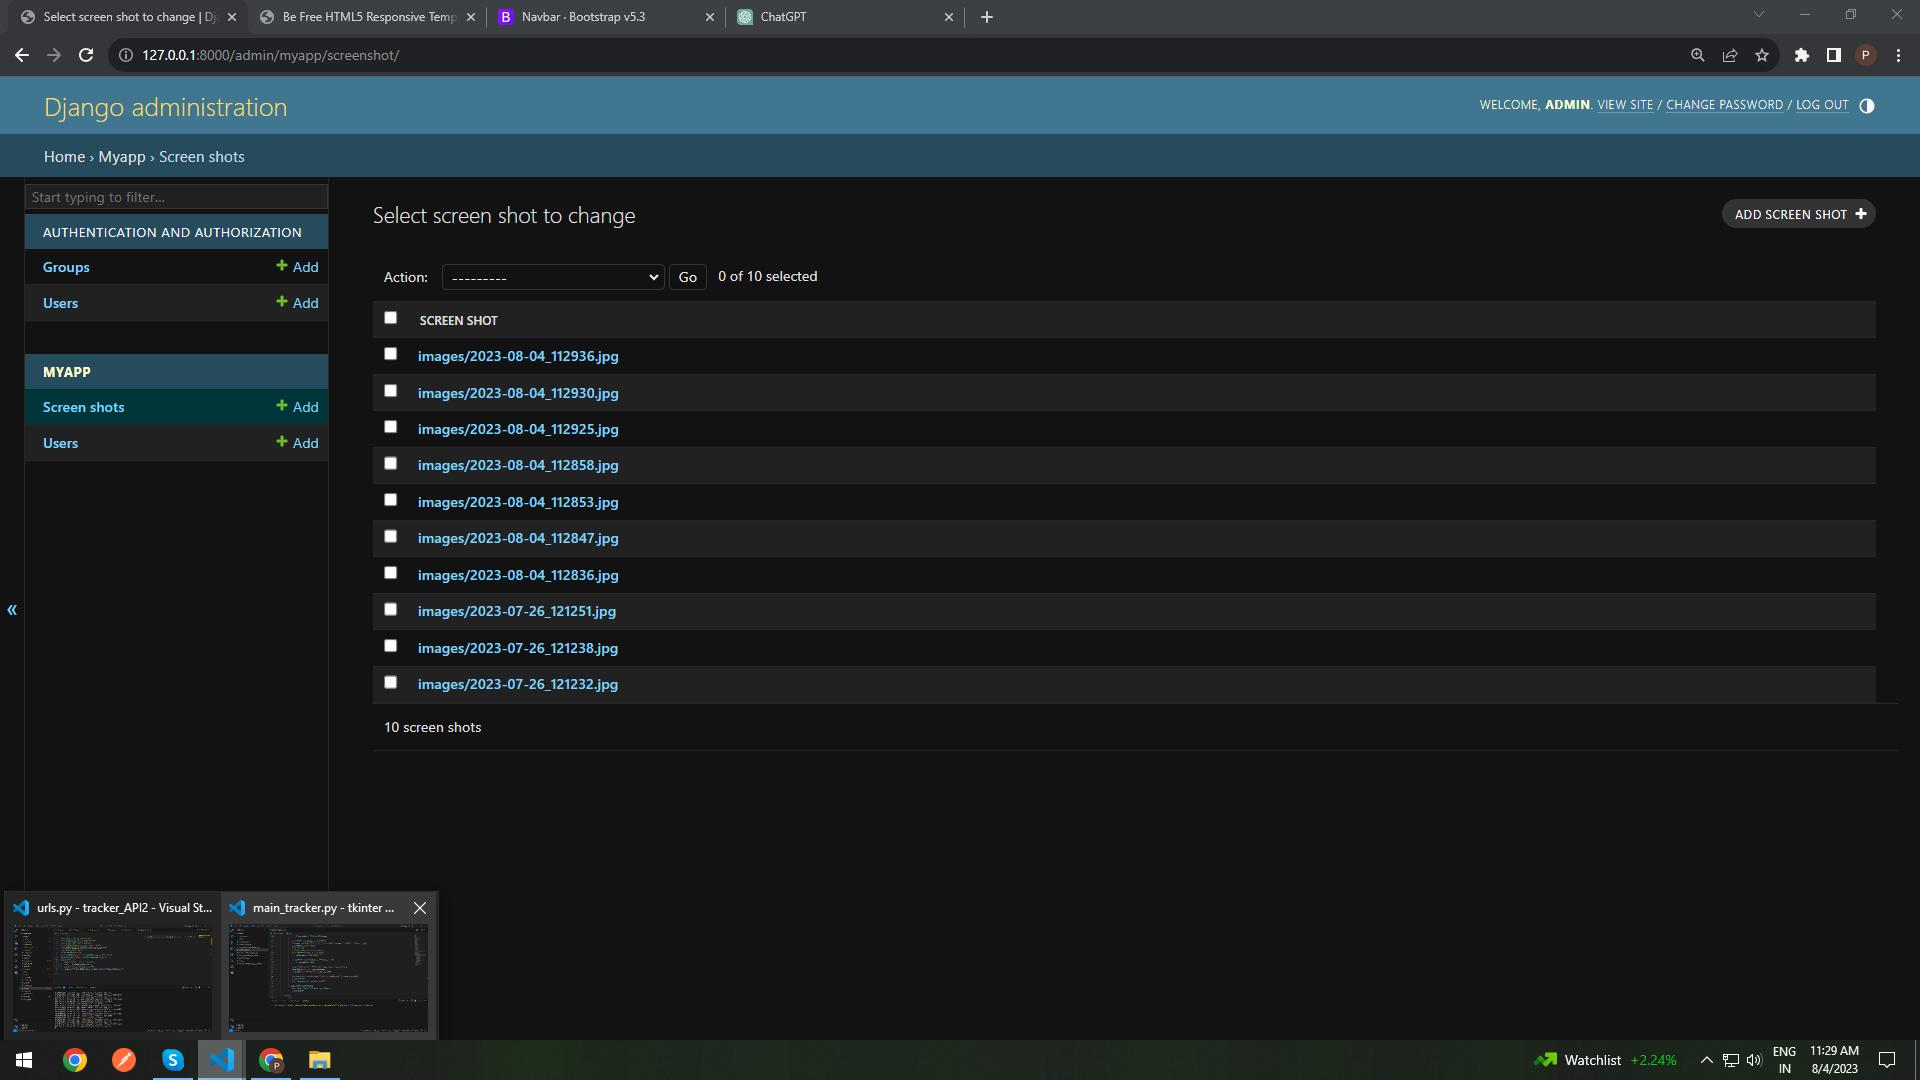 Select screen shot to change | Dj
Be Free HTML5 Responsive Temp
Navbar · Bootstrap v5.3
ChatGPT
127.0.0.1:8000/admin/myapp/screenshot/
P
Django administration
WELCOME, ADMIN. VIEW SITE / CHANGE PASSWORD / LOG OUT
Home › Myapp › Screen shots
Start typing to filter...
AUTHENTICATION AND AUTHORIZATION
Groups + Add
Users + Add
MYAPP
Screen shots + Add
Users + Add
«
Select screen shot to change
ADD SCREEN SHOT +
Action: --------- Go 0 of 10 selected
SCREEN SHOT
images/2023-08-04_112936.jpg
images/2023-08-04_112930.jpg
images/2023-08-04_112925.jpg
images/2023-08-04_112858.jpg
images/2023-08-04_112853.jpg
images/2023-08-04_112847.jpg
images/2023-08-04_112836.jpg
images/2023-07-26_121251.jpg
images/2023-07-26_121238.jpg
images/2023-07-26_121232.jpg
10 screen shots
urls.py - tracker_API2 - Visual St...
main_tracker.py - tkinter ...
Watchlist +2.24%
ENG
IN
11:29 AM
8/4/2023